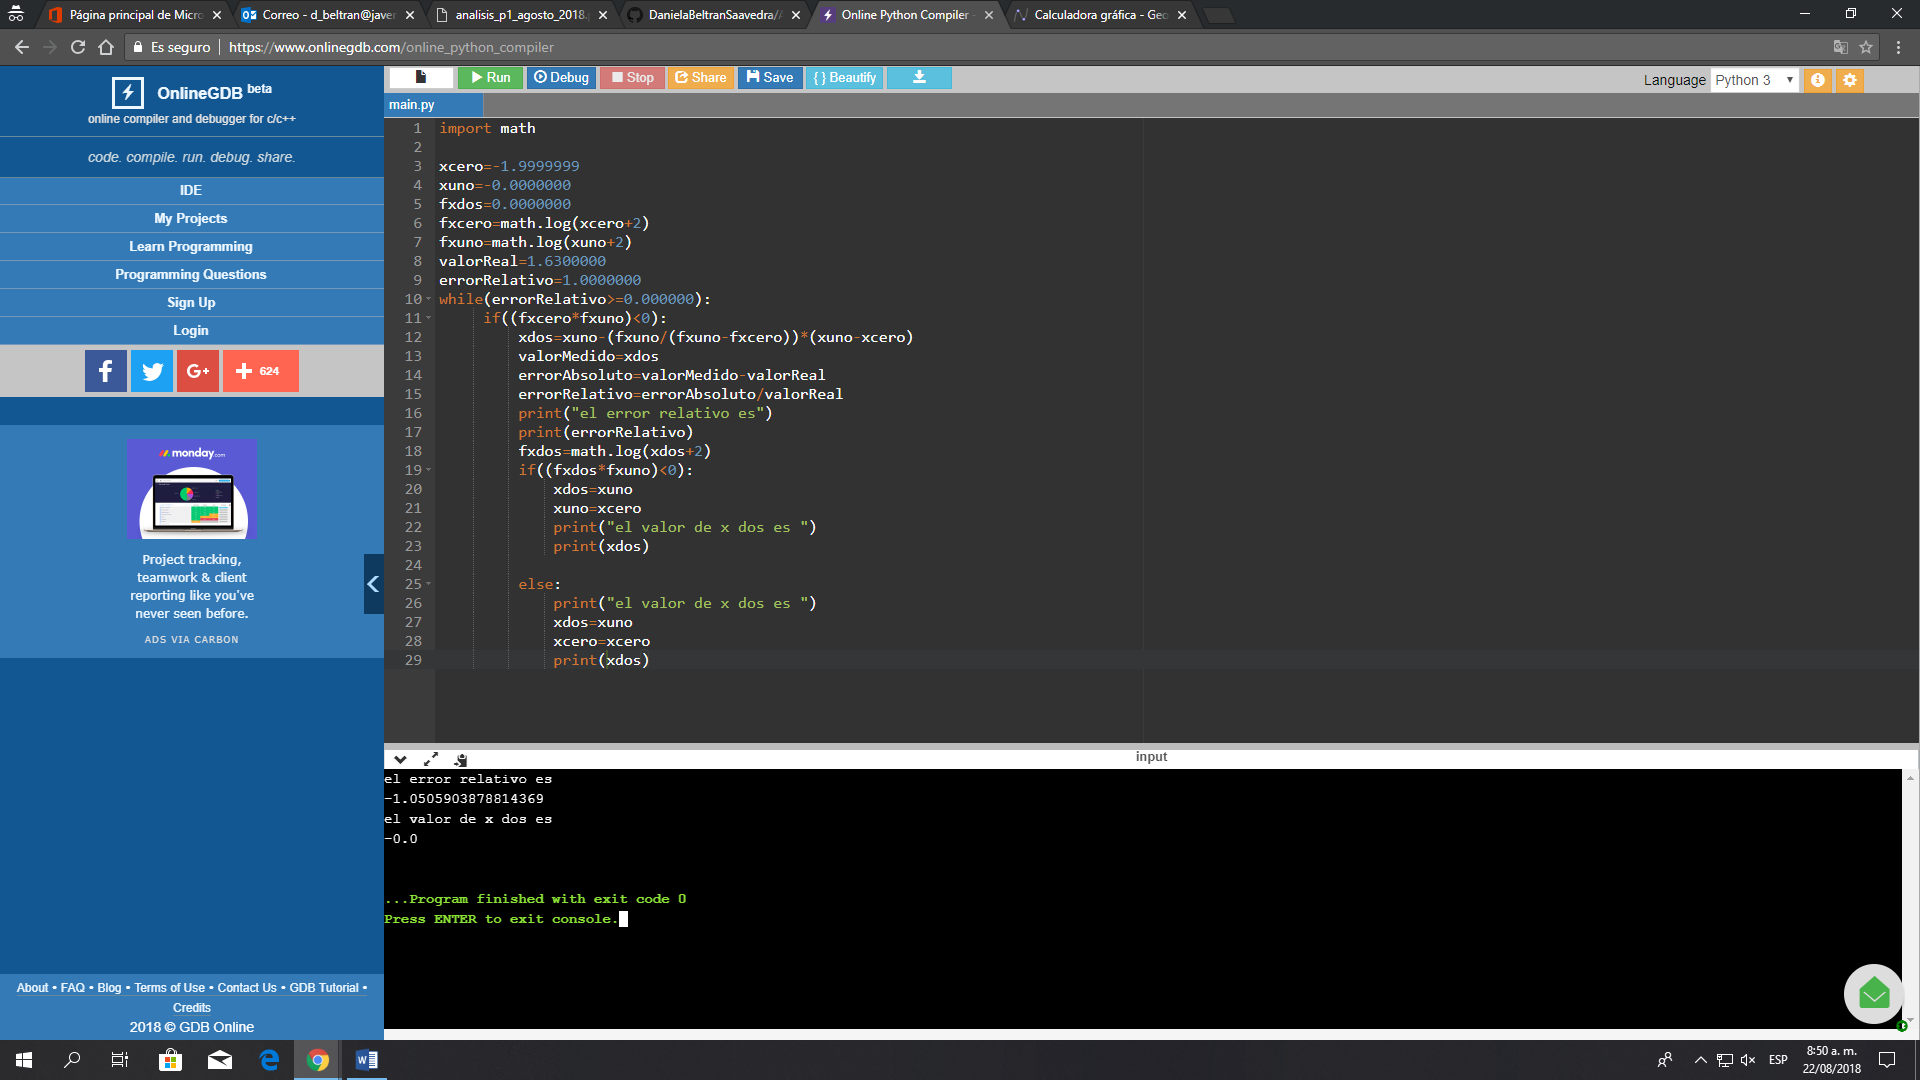 Página principal de Micro
Correo - d_beltran@javer
analisis_p1_agosto_2018.
DanielaBeltranSaavedra/
Online Python Compiler -
Calculadora gráfica - Geo
Es seguro
https://www.onlinegdb.com/online_python_compiler
OnlineGDB beta
online compiler and debugger for c/c++
code. compile. run. debug. share.
IDE
My Projects
Learn Programming
Programming Questions
Sign Up
Login
f
G+
624
monday.com
Project tracking,
teamwork & client
reporting like you've
never seen before.
ADS VIA CARBON
About • FAQ • Blog • Terms of Use • Contact Us • GDB Tutorial •
Credits
2018 © GDB Online
Run Debug Stop Share Save { } Beautify
Language Python 3
main.py
1 import math
2
3 xcero=-1.9999999
4 xuno=-0.0000000
5 fxdos=0.0000000
6 fxcero=math.log(xcero+2)
7 fxuno=math.log(xuno+2)
8 valorReal=1.6300000
9 errorRelativo=1.0000000
10 while(errorRelativo>=0.000000):
11 if((fxcero*fxuno)<0):
12 xdos=xuno-(fxuno/(fxuno-fxcero))*(xuno-xcero)
13 valorMedido=xdos
14 errorAbsoluto=valorMedido-valorReal
15 errorRelativo=errorAbsoluto/valorReal
16 print("el error relativo es")
17 print(errorRelativo)
18 fxdos=math.log(xdos+2)
19 if((fxdos*fxuno)<0):
20 xdos=xuno
21 xuno=xcero
22 print("el valor de x dos es ")
23 print(xdos)
24
25 else:
26 print("el valor de x dos es ")
27 xdos=xuno
28 xcero=xcero
29 print(xdos)
input
el error relativo es
-1.0505903878814369
el valor de x dos es
-0.0
...Program finished with exit code 0
Press ENTER to exit console.
ESP
8:50 a. m.
22/08/2018